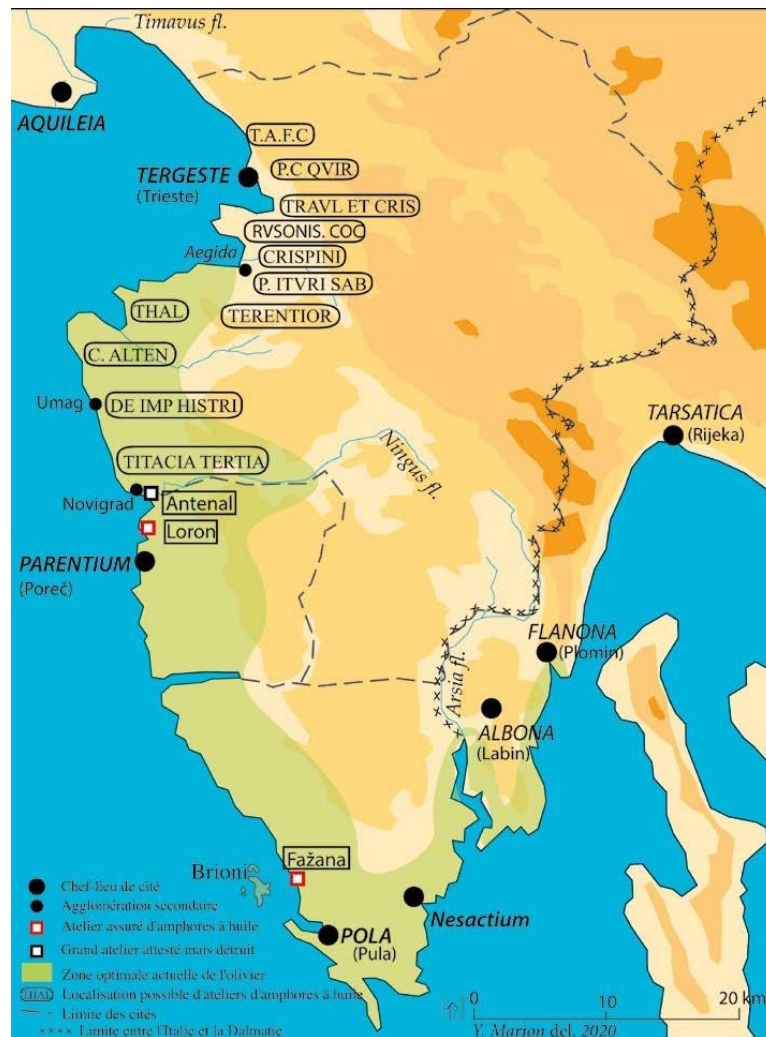 Timavus fl.
AQUILEIA
T.A.F.C
TERGESTE
(Trieste)
P.C QVIR
TRAVL ET CRIS
RVSONIS. COC
Aegida
CRISPINI
P. ITVRI SAB
THAL
TERENTIOR
C. ALTEN
Umag
DE IMP HISTRI
TARSATICA
(Rijeka)
TITACIA TERTIA
Ningus fl.
Novigrad
Antenal
Loron
PARENTIUM
(Poreč)
FLANONA
(Plomin)
Arsia fl.
ALBONA
(Labin)
Brioni
Fažana
Nesactium
POLA
(Pula)
Chef-lieu de cité
Agglomération secondaire
Atelier assuré d'amphores à huile
Grand atelier attesté mais détruit
Zone optimale actuelle de l'olivier
THAL Localisation possible d'ateliers d'amphores à huile
Limite des cités
Limite entre l'Italie et la Dalmatie
0 10 20 km
Y. Marion del. 2020